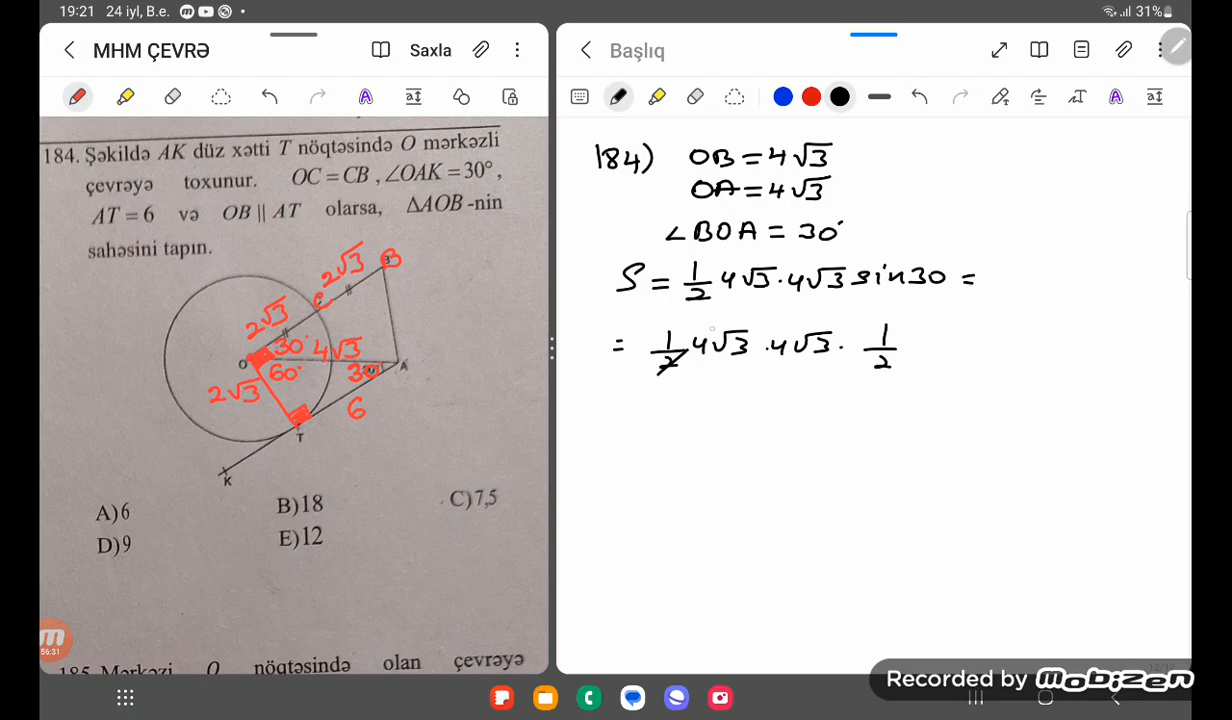 19:21 24 iyl, B.e. 31%
MHM ÇEVRƏ Saxla
Başlıq
184. Şəkildə AK düz xətti T nöqtəsində O mərkəzli
çevrəyə toxunur. OC = CB , ∠OAK = 30° ,
AT = 6 və OB || AT olarsa, ΔAOB -nin
sahəsini tapın.
2√3 B
C
2√3
30° 4√3
O 60° 30° A
2√3 6
T
K
A) 6 B) 18 C) 7,5
D) 9 E) 12
185. Mərkəzi O nöqtəsində olan çevrəyə
184) OB = 4√3
OA = 4√3
∠BOA = 30°
S = 1/2 4√3 · 4√3 sin30 =
= 1/2 4√3 · 4√3 · 1/2
56:31
12/12
Recorded by mobizen